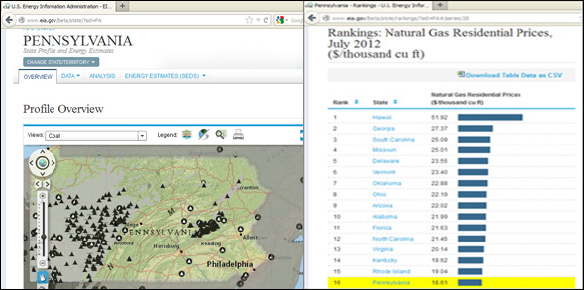 U.S. Energy Information Administration - EI...
www.eia.gov/beta/state/?sid=PA
Google
PENNSYLVANIA
State Profile and Energy Estimates
CHANGE STATE/TERRITORY
OVERVIEW DATA ANALYSIS ENERGY ESTIMATES (SEDS)
Profile Overview
Views: Coal Legend:
PENNSYLVANIA
Altoona
Harrisburg
Reading
Philadelphia
Pennsylvania - Rankings - U.S. Energy Infor...
www.eia.gov/beta/state/rankings/?sid=PA#/series/28
Rankings: Natural Gas Residential Prices,
July 2012
($/thousand cu ft)
Download Table Data as CSV
Natural Gas Residential Prices
Rank State ($/thousand cu ft)
1 Hawaii 51.92
2 Georgia 27.37
3 South Carolina 25.09
4 Missouri 25.01
5 Delaware 23.55
6 Vermont 23.40
7 Oklahoma 22.88
8 Ohio 22.19
9 Arizona 22.02
10 Alabama 21.99
11 Florida 21.63
12 North Carolina 21.45
13 Virginia 20.14
14 Kentucky 19.62
15 Rhode Island 19.04
16 Pennsylvania 18.61